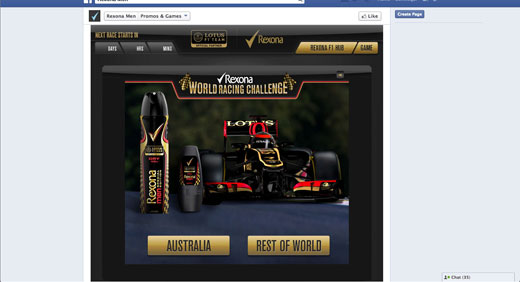 Rexona Men
Rexona Men Promos & Games
Like
Create Page
NEXT RACE STARTS IN
DAYS HRS MINS
LOTUS
F1 TEAM
OFFICIAL PARTNER
Rexona
REXONA F1 HUB GAME
Rexona
WORLD RACING CHALLENGE
LOTUS
Rexona
Rexona
AUSTRALIA REST OF WORLD
Chat (35)